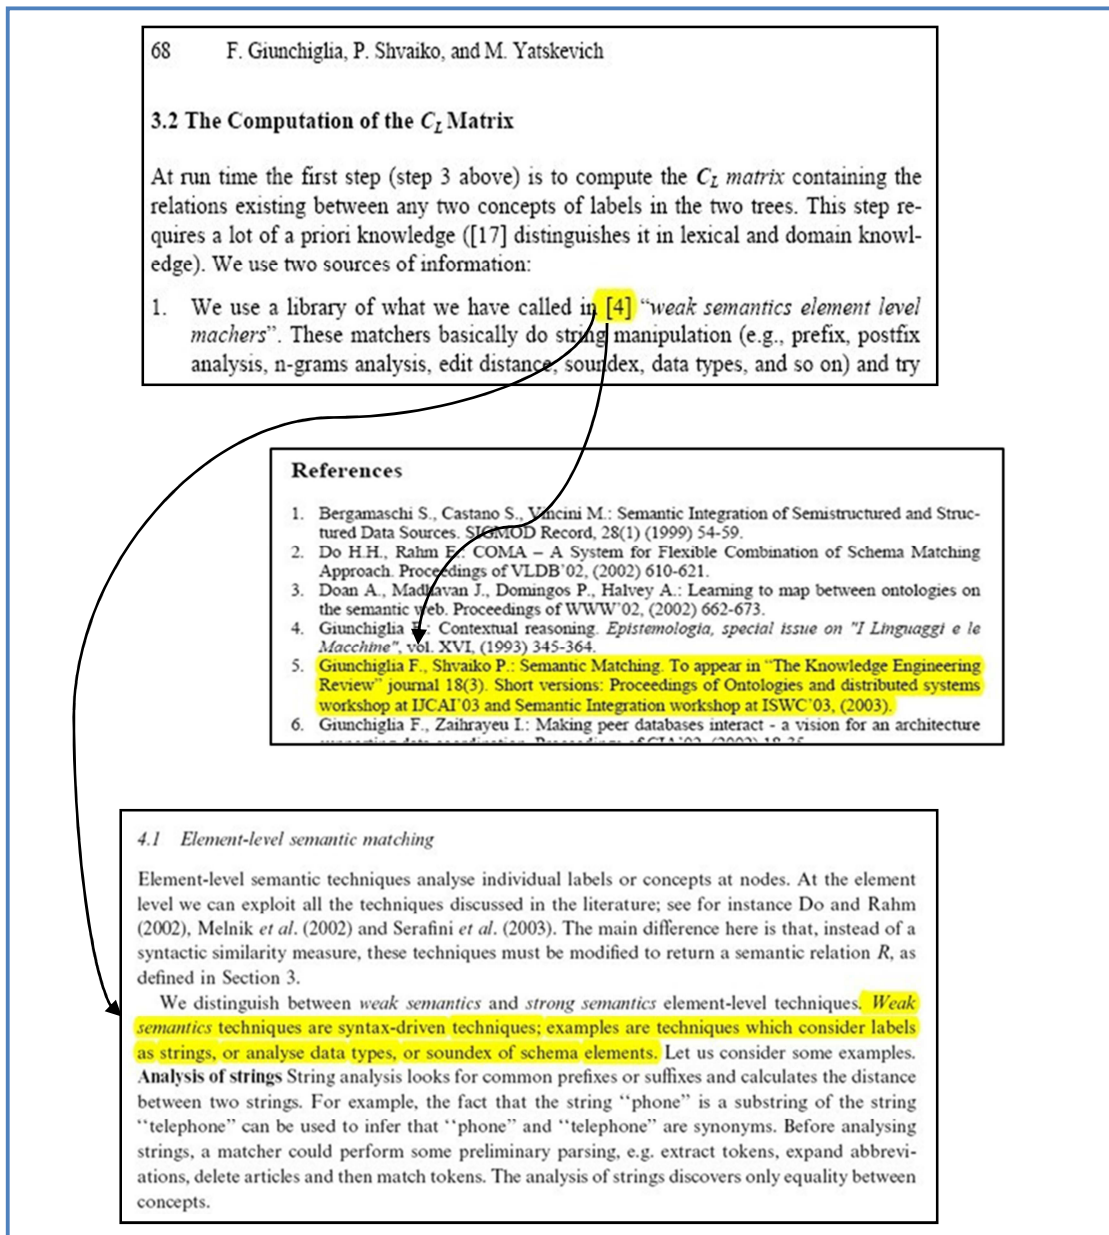 68 F. Giunchiglia, P. Shvaiko, and M. Yatskevich
3.2 The Computation of the CL Matrix
At run time the first step (step 3 above) is to compute the CL matrix containing the
relations existing between any two concepts of labels in the two trees. This step re-
quires a lot of a priori knowledge ([17] distinguishes it in lexical and domain knowl-
edge). We use two sources of information:
1. We use a library of what we have called in [4] “weak semantics element level
machers”. These matchers basically do string manipulation (e.g., prefix, postfix
analysis, n-grams analysis, edit distance, soundex, data types, and so on) and try
References
1. Bergamaschi S., Castano S., Vincini M.: Semantic Integration of Semistructured and Struc-
tured Data Sources. SIGMOD Record, 28(1) (1999) 54-59.
2. Do H.H., Rahm E.: COMA – A System for Flexible Combination of Schema Matching
Approach. Proceedings of VLDB'02, (2002) 610-621.
3. Doan A., Madhavan J., Domingos P., Halvey A.: Learning to map between ontologies on
the semantic web. Proceedings of WWW'02, (2002) 662-673.
4. Giunchiglia F.: Contextual reasoning. Epistemologia, special issue on "I Linguaggi e le
Macchine", vol. XVI, (1993) 345-364.
5. Giunchiglia F., Shvaiko P.: Semantic Matching. To appear in “The Knowledge Engineering
Review” journal 18(3). Short versions: Proceedings of Ontologies and distributed systems
workshop at IJCAI'03 and Semantic Integration workshop at ISWC'03, (2003).
6. Giunchiglia F., Zaihrayeu I.: Making peer databases interact - a vision for an architecture
4.1 Element-level semantic matching
Element-level semantic techniques analyse individual labels or concepts at nodes. At the element
level we can exploit all the techniques discussed in the literature; see for instance Do and Rahm
(2002), Melnik et al. (2002) and Serafini et al. (2003). The main difference here is that, instead of a
syntactic similarity measure, these techniques must be modified to return a semantic relation R, as
defined in Section 3.
We distinguish between weak semantics and strong semantics element-level techniques. Weak
semantics techniques are syntax-driven techniques; examples are techniques which consider labels
as strings, or analyse data types, or soundex of schema elements. Let us consider some examples.
Analysis of strings String analysis looks for common prefixes or suffixes and calculates the distance
between two strings. For example, the fact that the string “phone” is a substring of the string
“telephone” can be used to infer that “phone” and “telephone” are synonyms. Before analysing
strings, a matcher could perform some preliminary parsing, e.g. extract tokens, expand abbrevi-
ations, delete articles and then match tokens. The analysis of strings discovers only equality between
concepts.